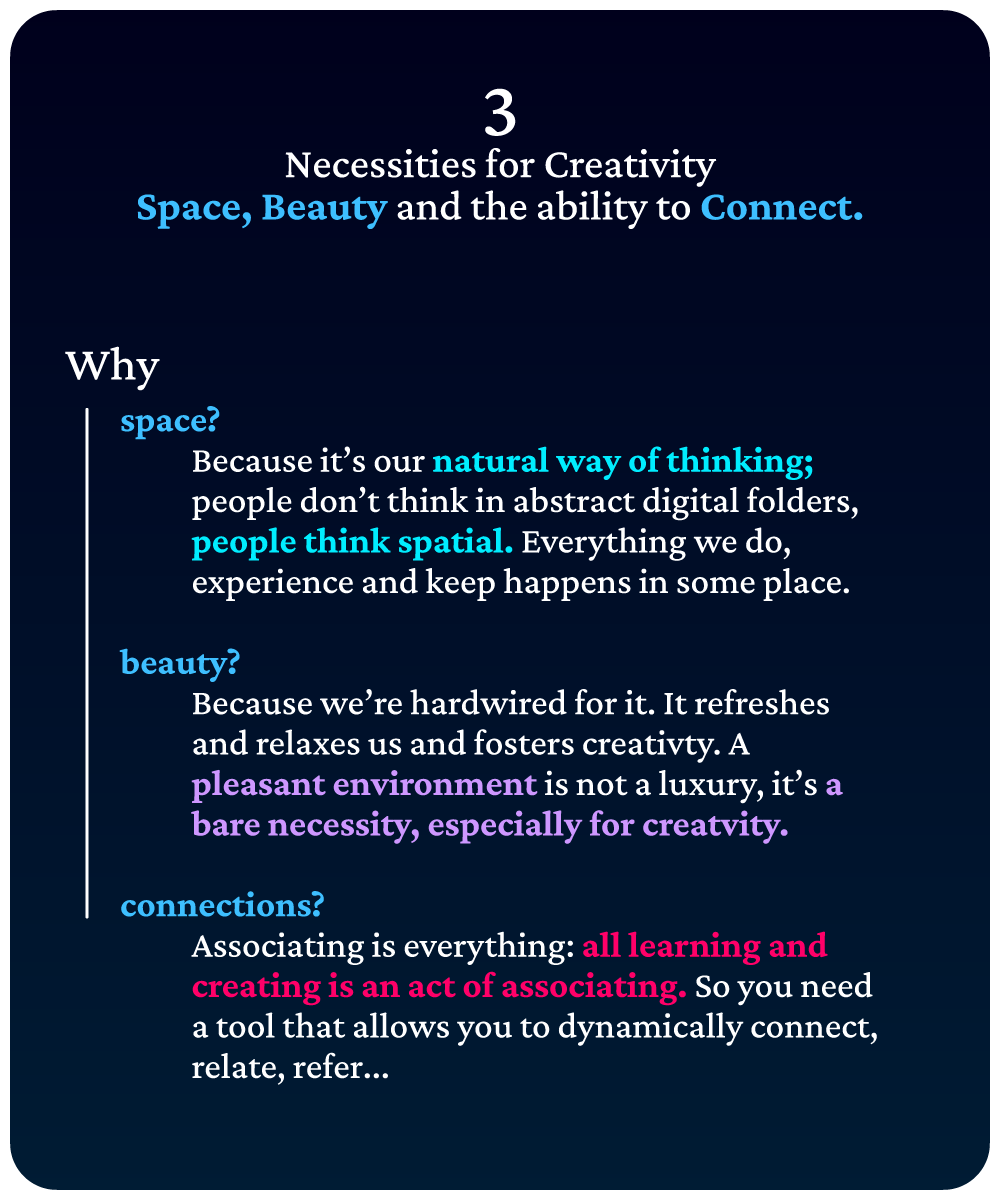 3
Necessities for Creativity
Space, Beauty and the ability to Connect.
Why
space?
Because it’s our natural way of thinking;
people don’t think in abstract digital folders,
people think spatial. Everything we do,
experience and keep happens in some place.
beauty?
Because we’re hardwired for it. It refreshes
and relaxes us and fosters creativty. A
pleasant environment is not a luxury, it’s a
bare necessity, especially for creatvity.
connections?
Associating is everything: all learning and
creating is an act of associating. So you need
a tool that allows you to dynamically connect,
relate, refer...